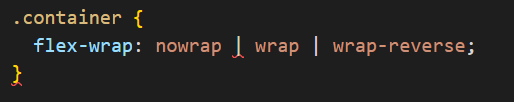 .container {
  flex-wrap: nowrap | wrap | wrap-reverse;
}